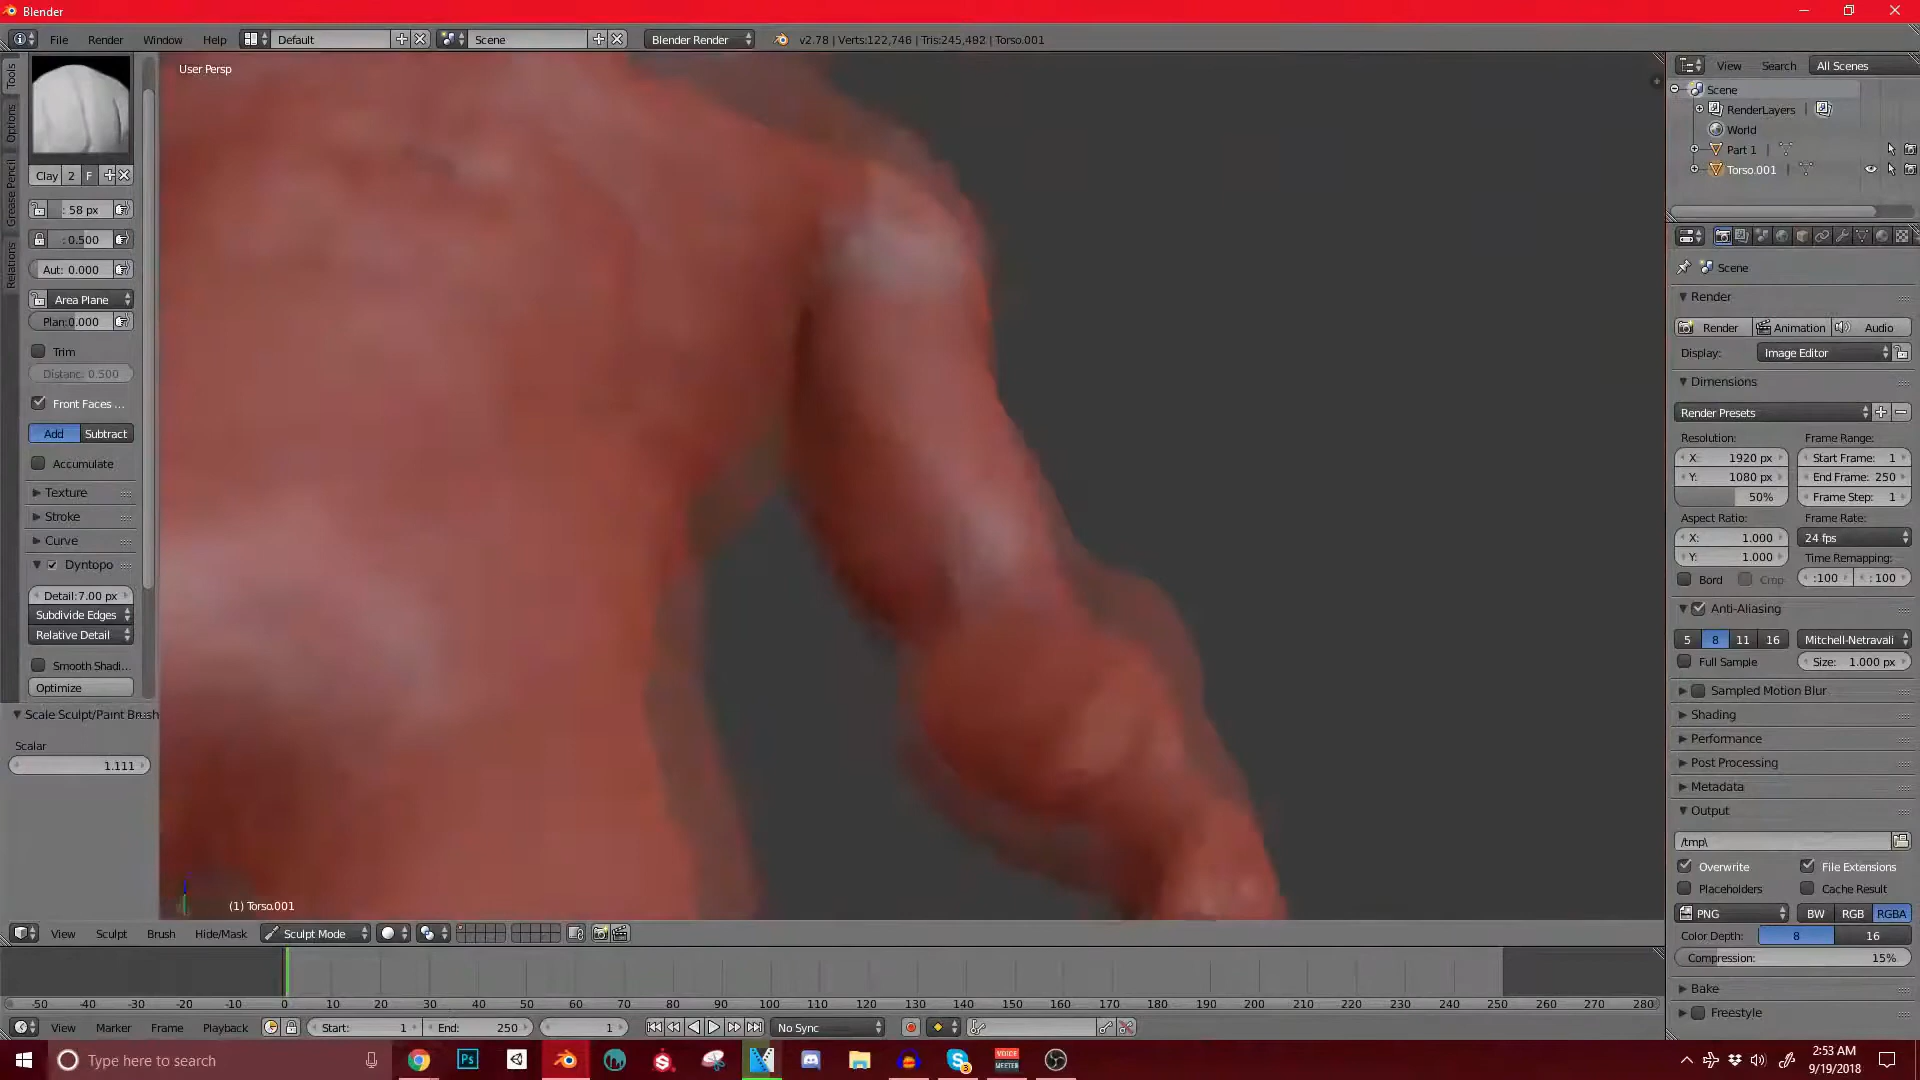 Blender
File Render Window Help Default Scene Blender Render v2.78 | Verts:122,746 | Tris:245,492 | Torso.001
User Persp
Tools
Options
Grease Pencil
Relations
Clay 2 F
: 58 px
: 0.500
Aut: 0.000
Area Plane
Plan:0.000
Trim
Distanc: 0.500
Front Faces ...
Add Subtract
Accumulate
Texture
Stroke
Curve
Dyntopo
Detail:7.00 px
Subdivide Edges
Relative Detail
Smooth Shadi...
Optimize
Scale Sculpt/Paint Brush
Scalar
1.111
(1) Torso.001
View Sculpt Brush Hide/Mask Sculpt Mode
-50 -40 -30 -20 -10 0 10 20 30 40 50 60 70 80 90 100 110 120 130 140 150 160 170 180 190 200 210 220 230 240 250 260 270 280
View Marker Frame Playback Start: 1 End: 250 1 No Sync
View Search All Scenes
Scene
RenderLayers
World
Part 1
Torso.001
Scene
Render
Render Animation Audio
Display: Image Editor
Dimensions
Render Presets
Resolution: Frame Range:
X: 1920 px Start Frame: 1
Y: 1080 px End Frame: 250
50% Frame Step: 1
Aspect Ratio: Frame Rate:
X: 1.000 24 fps
Y: 1.000 Time Remapping:
Bord Crop :100 : 100
Anti-Aliasing
5 8 11 16 Mitchell-Netravali
Full Sample Size: 1.000 px
Sampled Motion Blur
Shading
Performance
Post Processing
Metadata
Output
/tmp\
Overwrite File Extensions
Placeholders Cache Result
PNG BW RGB RGBA
Color Depth: 8 16
Compression: 15%
Bake
Freestyle
Type here to search
Ps
VOICE MEETER
2:53 AM
9/19/2018